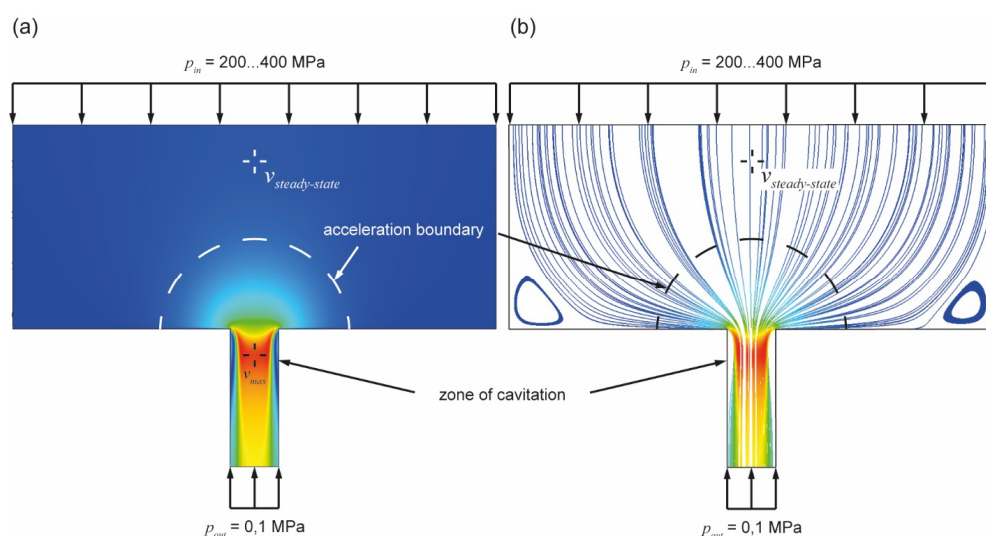 (a)
(b)
p_in = 200...400 MPa
p_in = 200...400 MPa
v_steady-state
v_steady-state
acceleration boundary
v_max
zone of cavitation
p_out = 0,1 MPa
p_out = 0,1 MPa